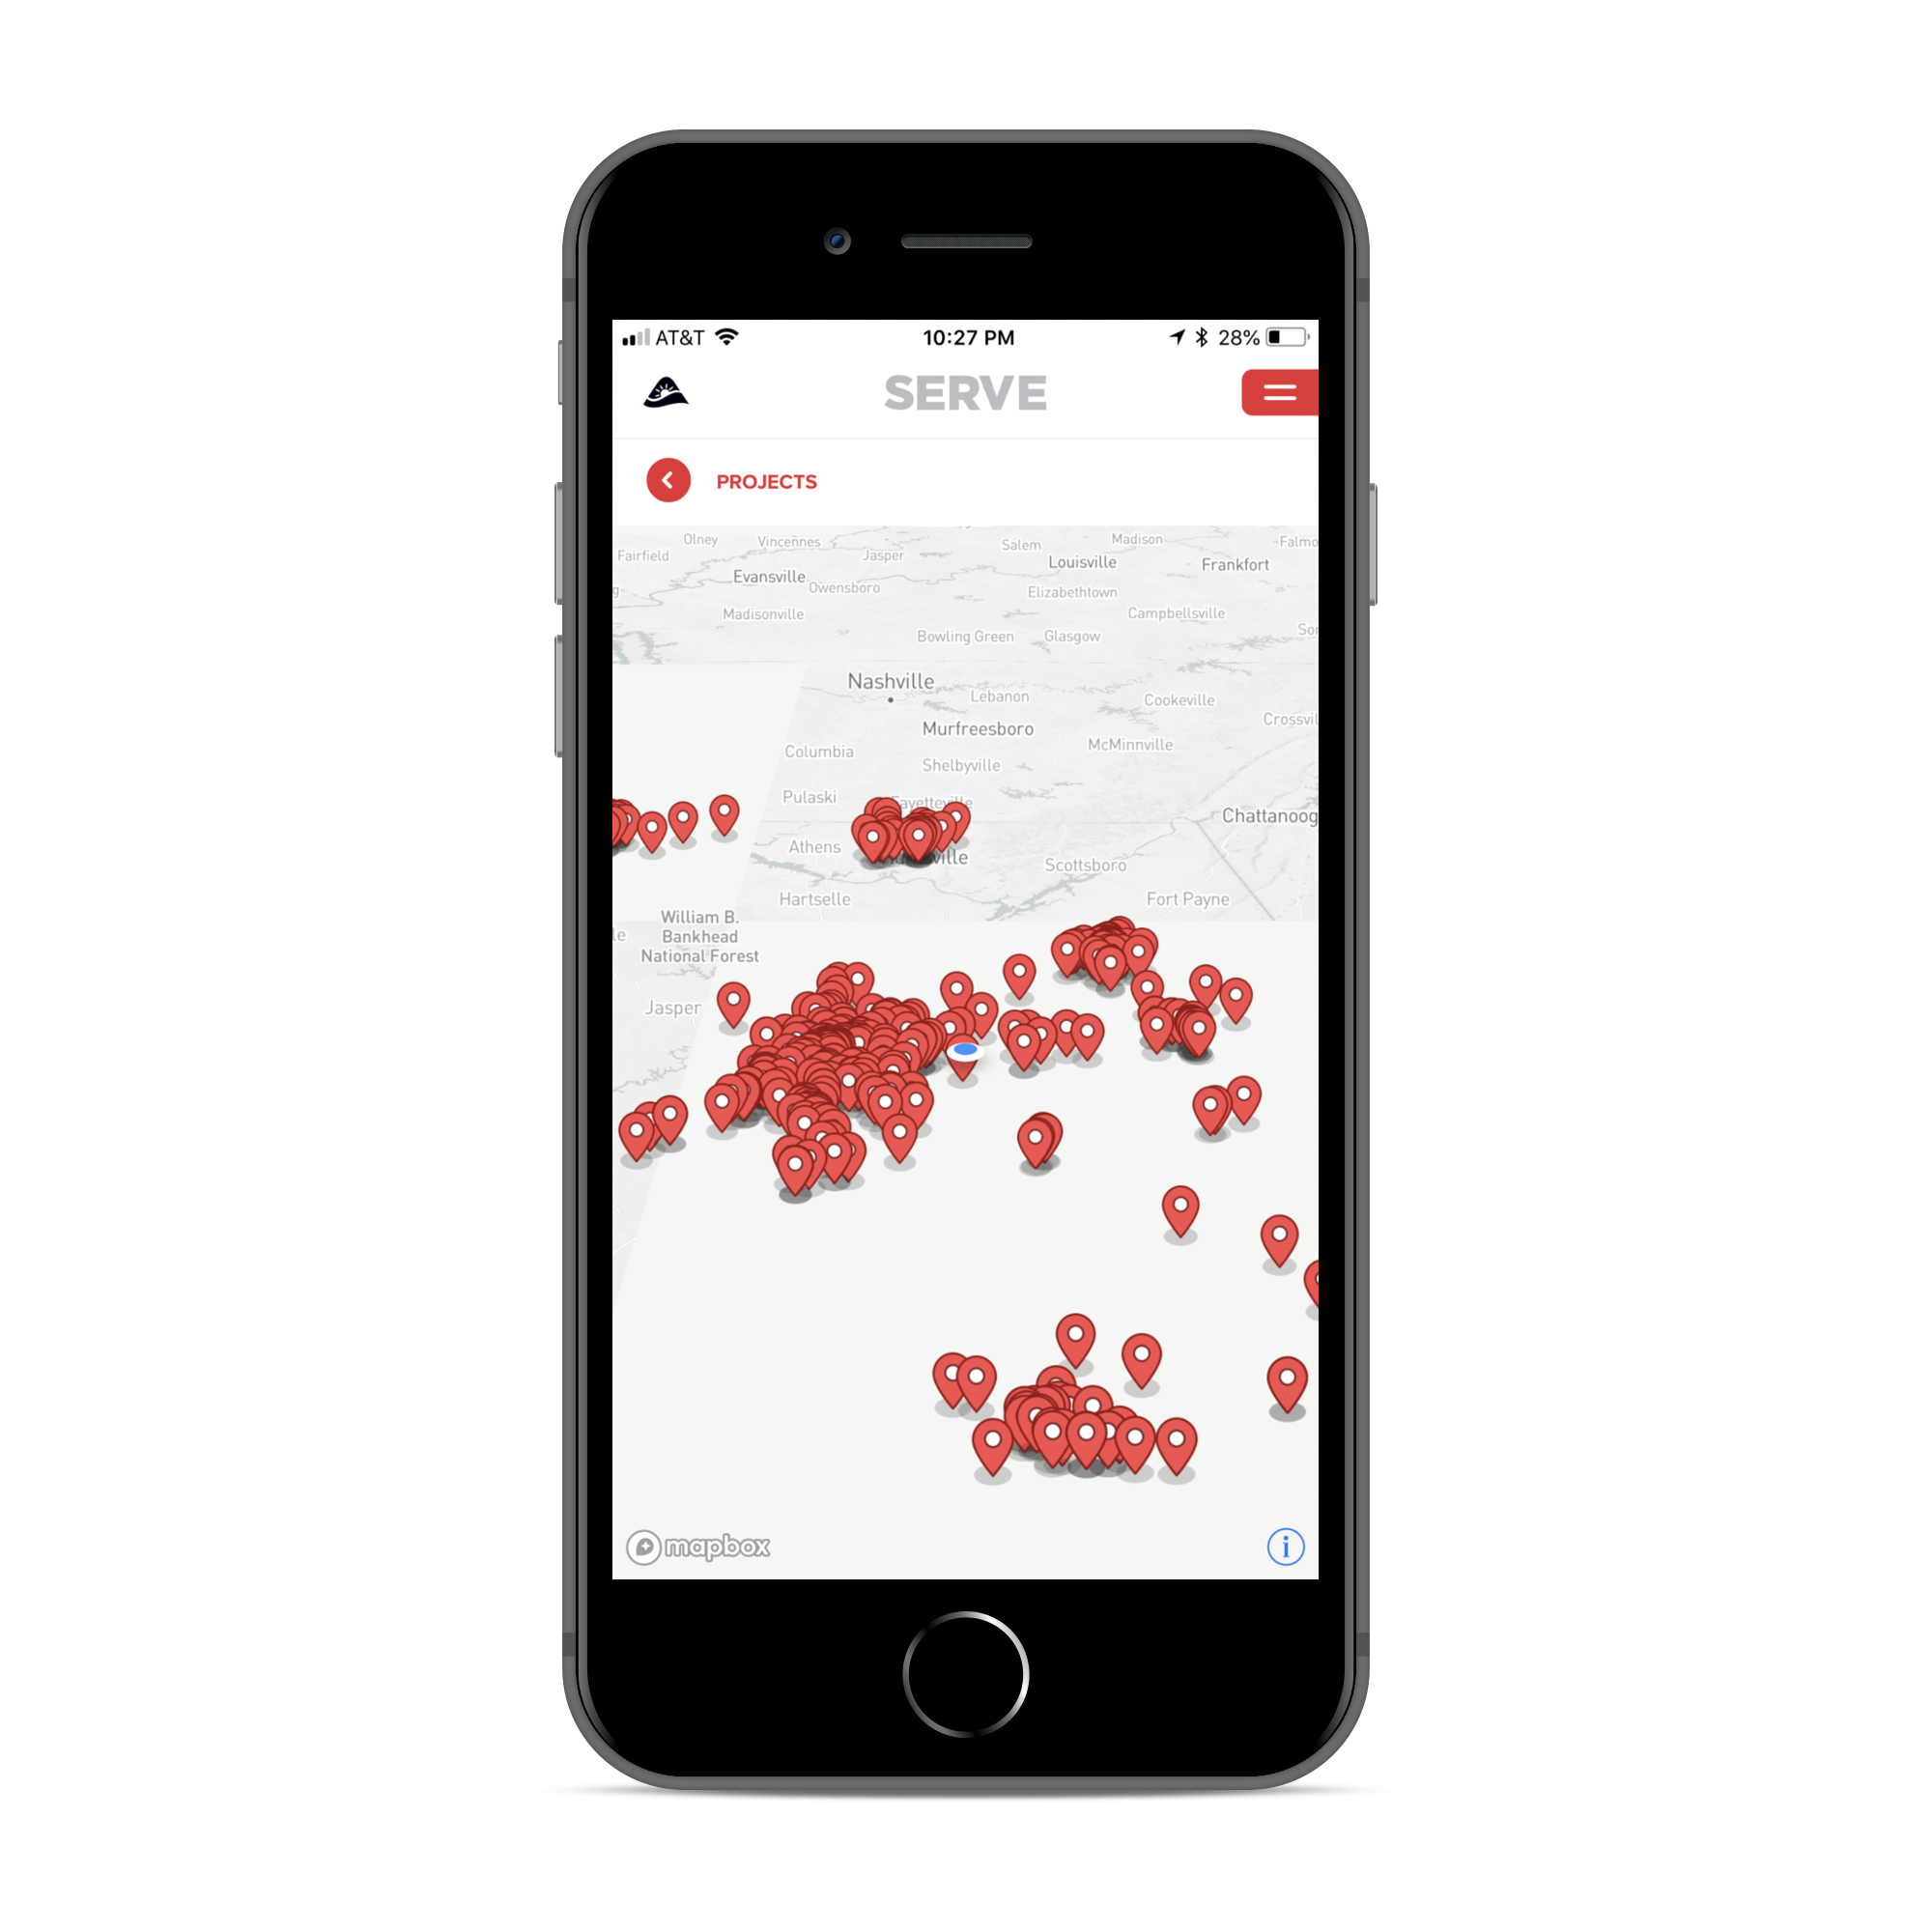 AT&T
10:27 PM
28%
SERVE
PROJECTS
Olney
Vincennes
Salem
Madison
Falmo
Fairfield
Jasper
Louisville
Frankfort
Evansville
Owensboro
Elizabethtown
Madisonville
Campbellsville
Bowling Green
Glasgow
Nashville
Lebanon
Cookeville
Murfreesboro
Crossvil
Columbia
McMinnville
Shelbyville
Pulaski
Fayetteville
Chattanoog
Athens
ville
Scottsboro
Hartselle
Fort Payne
William B.
Bankhead
National Forest
Jasper
mapbox
i